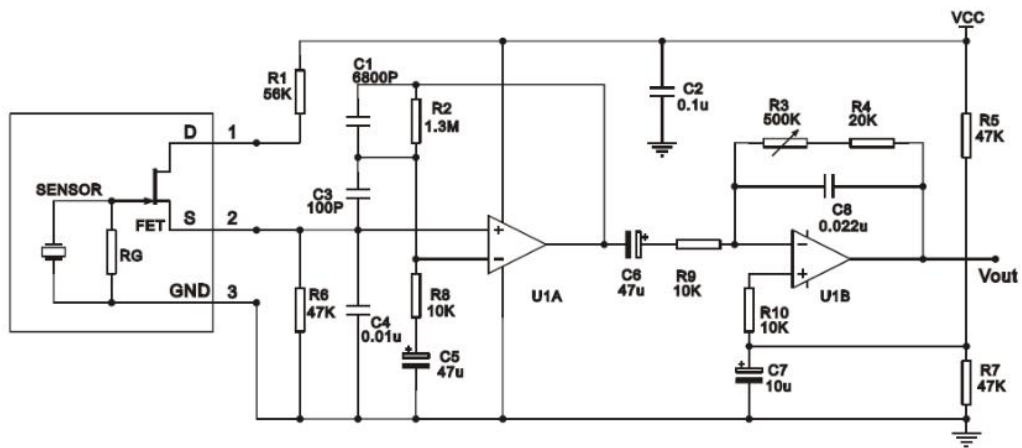 VCC
R1
56K
C1
6800P
R2
1.3M
C2
0.1u
R3
500K
R4
20K
R5
47K
D
1
SENSOR
FET
RG
S
2
GND
3
C3
100P
+
-
U1A
C6
47u
+
R9
10K
C8
0.022u
-
+
U1B
Vout
R6
47K
C4
0.01u
R8
10K
+
C5
47u
R10
10K
+
C7
10u
R7
47K